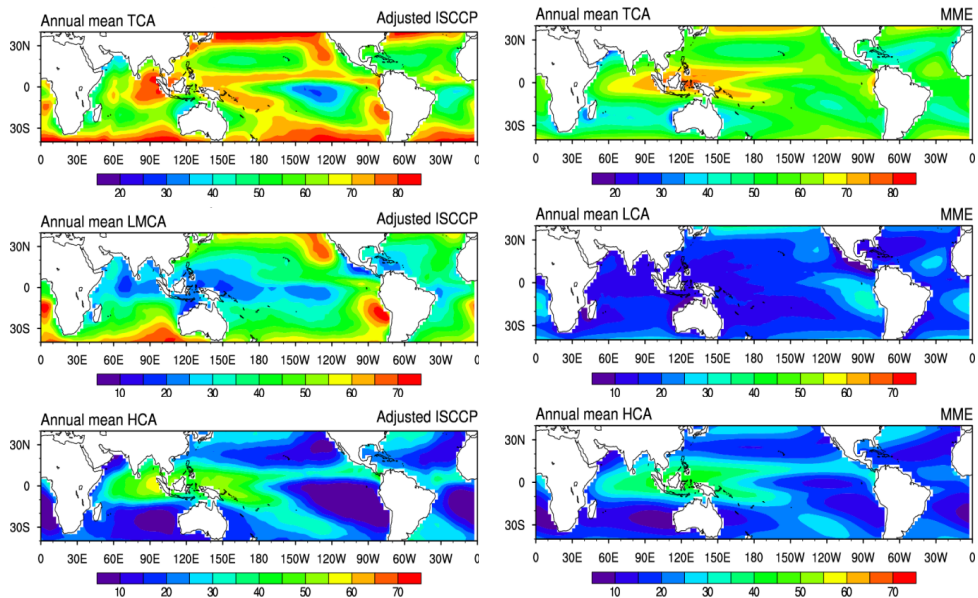 Annual mean TCA Adjusted ISCCP
30N
0
30S
0 30E 60E 90E 120E 150E 180 150W 120W 90W 60W 30W 0
20 30 40 50 60 70 80
Annual mean TCA MME
30N
0
30S
0 30E 60E 90E 120E 150E 180 150W 120W 90W 60W 30W 0
20 30 40 50 60 70 80
Annual mean LMCA Adjusted ISCCP
30N
0
30S
0 30E 60E 90E 120E 150E 180 150W 120W 90W 60W 30W 0
10 20 30 40 50 60 70
Annual mean LCA MME
30N
0
30S
0 30E 60E 90E 120E 150E 180 150W 120W 90W 60W 30W 0
10 20 30 40 50 60 70
Annual mean HCA Adjusted ISCCP
30N
0
30S
0 30E 60E 90E 120E 150E 180 150W 120W 90W 60W 30W 0
10 20 30 40 50 60 70
Annual mean HCA MME
30N
0
30S
0 30E 60E 90E 120E 150E 180 150W 120W 90W 60W 30W 0
10 20 30 40 50 60 70